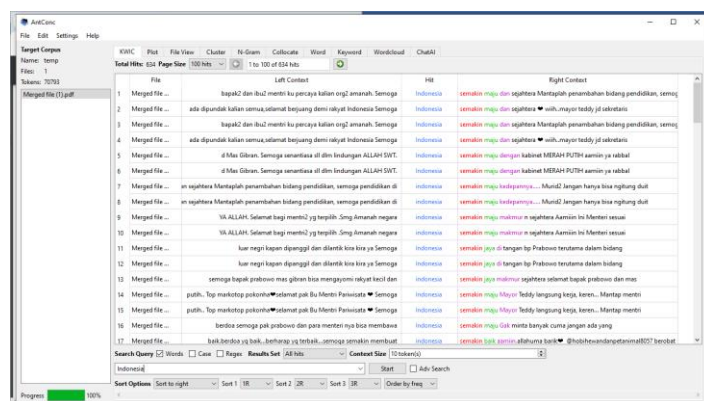 AntConc
File Edit Settings Help
Target Corpus
Name: temp
Files: 1
Tokens: 70793
Merged file (1).pdf
KWIC Plot File View Cluster N-Gram Collocate Word Keyword Wordcloud ChatAI
Total Hits: 634 Page Size 100 hits 1 to 100 of 634 hits
File Left Context Hit Right Context
1 Merged file ... bapak2 dan ibu2 mentri ku percaya kalian org2 amanah. Semoga Indonesia semakin maju dan sejahtera Mantaplah penambahan bidang pendidikan, semog
2 Merged file ... ada dipundak kalian semua,selamat berjuang demi rakyat Indonesia Semoga Indonesia semakin maju dan sejahtera ❤ wiih..mayor teddy jd sekretaris
3 Merged file ... bapak2 dan ibu2 mentri ku percaya kalian org2 amanah. Semoga Indonesia semakin maju dan sejahtera Mantaplah penambahan bidang pendidikan, semog
4 Merged file ... ada dipundak kalian semua,selamat berjuang demi rakyat Indonesia Semoga Indonesia semakin maju dan sejahtera ❤ wiih..mayor teddy jd sekretaris
5 Merged file ... d Mas Gibran. Semoga senantiasa sll dlm lindungan ALLAH SWT. Indonesia semakin maju dengan kabinet MERAH PUTIH aamiin ya rabbal
6 Merged file ... d Mas Gibran. Semoga senantiasa sll dlm lindungan ALLAH SWT. Indonesia semakin maju dengan kabinet MERAH PUTIH aamiin ya rabbal
7 Merged file ... an sejahtera Mantaplah penambahan bidang pendidikan, semoga pendidikan di Indonesia semakin maju kedepannya..... Murid2 Jangan hanya bisa ngitung duit
8 Merged file ... an sejahtera Mantaplah penambahan bidang pendidikan, semoga pendidikan di Indonesia semakin maju kedepannya..... Murid2 Jangan hanya bisa ngitung duit
9 Merged file ... YA ALLAH. Selamat bagi mentri2 yg terpilih .Smg Amanah negara Indonesia semakin maju makmur n sejahtera Aamiin Ini Menteri sesuai
10 Merged file ... YA ALLAH. Selamat bagi mentri2 yg terpilih .Smg Amanah negara Indonesia semakin maju makmur n sejahtera Aamiin Ini Menteri sesuai
11 Merged file ... luar negri kapan dipanggil dan dilantik kira kira ya Semoga Indonesia semakin jaya di tangan bp Prabowo terutama dalam bidang
12 Merged file ... luar negri kapan dipanggil dan dilantik kira kira ya Semoga Indonesia semakin jaya di tangan bp Prabowo terutama dalam bidang
13 Merged file ... semoga bapak prabowo mas gibran bisa mengayomi rakyat kecil dan Indonesia semakin jaya makmur sejahtera selamat bapak prabowo dan mas
14 Merged file ... putih.. Top markotop pokonha❤selamat pak Bu Mentri Pariwisata ❤ Semoga Indonesia semakin maju Mayor Teddy langsung kerja, keren... Mantap mentri
15 Merged file ... putih.. Top markotop pokonha❤selamat pak Bu Mentri Pariwisata ❤ Semoga Indonesia semakin maju Mayor Teddy langsung kerja, keren... Mantap mentri
16 Merged file ... berdoa semoga pak prabowo dan para menteri nya bisa membawa Indonesia semakin maju Gak minta banyak cuma jangan ada yang
17 Merged file ... baik.berdoa yg baik...berharap yg terbaik...semoga semakin membuat Indonesia semakin baik aamiin,allahuma barik❤ @hobihewandanpetanimal8057 berobat
Search Query Words Case Regex Results Set All hits Context Size 10 token(s)
Indonesia Start Adv Search
Sort Options Sort to right Sort 1 1R Sort 2 2R Sort 3 3R Order by freq
Progress 100%